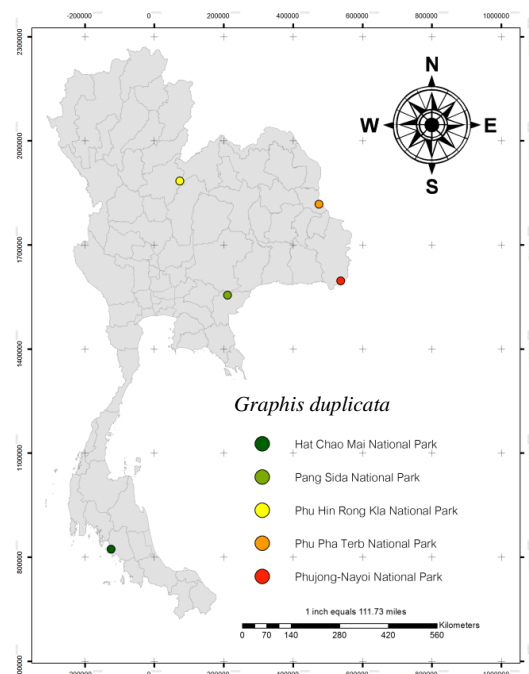 -200000 0 200000 400000 600000 800000 1000000
2300000
2000000
1700000
1400000
1100000
800000
N
W E
S
Graphis duplicata
Hat Chao Mai National Park
Pang Sida National Park
Phu Hin Rong Kla National Park
Phu Pha Terb National Park
Phujong-Nayoi National Park
1 inch equals 111.73 miles
Kilometers
0 70 140 280 420 560